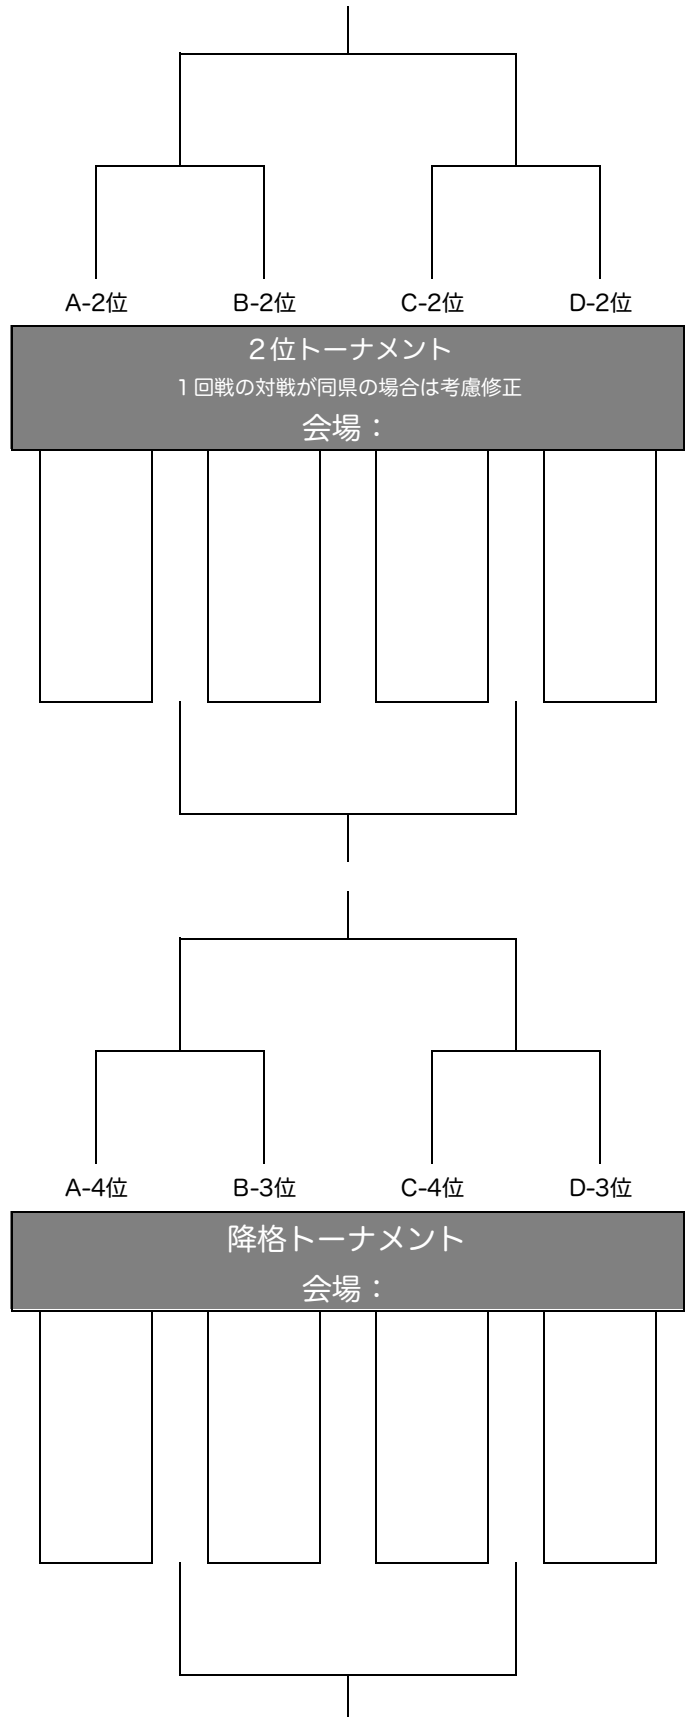 A-2位 B-2位 C-2位 D-2位
２位トーナメント
１回戦の対戦が同県の場合は考慮修正
会場：
A-4位 B-3位 C-4位 D-3位
降格トーナメント
会場：